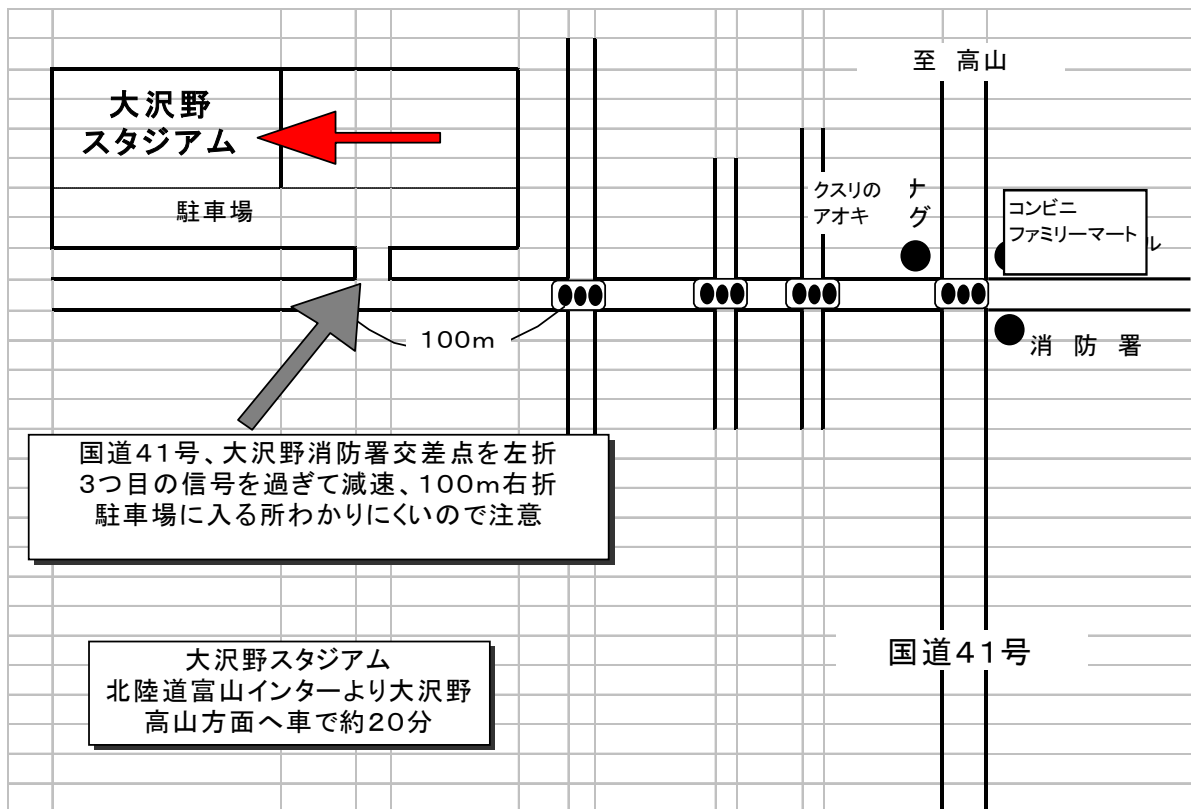 至 高山
大沢野
スタジアム
駐車場
クスリの
アオキ
ナ
グ
コンビニ
ファミリーマート
ル
100m
消 防 署
国道41号、大沢野消防署交差点を左折
3つ目の信号を過ぎて減速、100m右折
駐車場に入る所わかりにくいので注意
国道41号
大沢野スタジアム
北陸道富山インターより大沢野
高山方面へ車で約20分